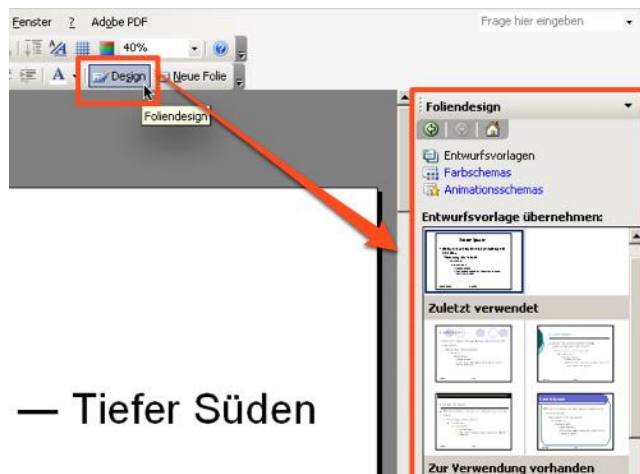 Fenster ? Adobe PDF
Frage hier eingeben
40%
A Design Neue Folie
Foliendesign
Foliendesign
Entwurfsvorlagen
Farbschemas
Animationsschemas
Entwurfsvorlage übernehmen:
Zuletzt verwendet
— Tiefer Süden
Zur Verwendung vorhanden